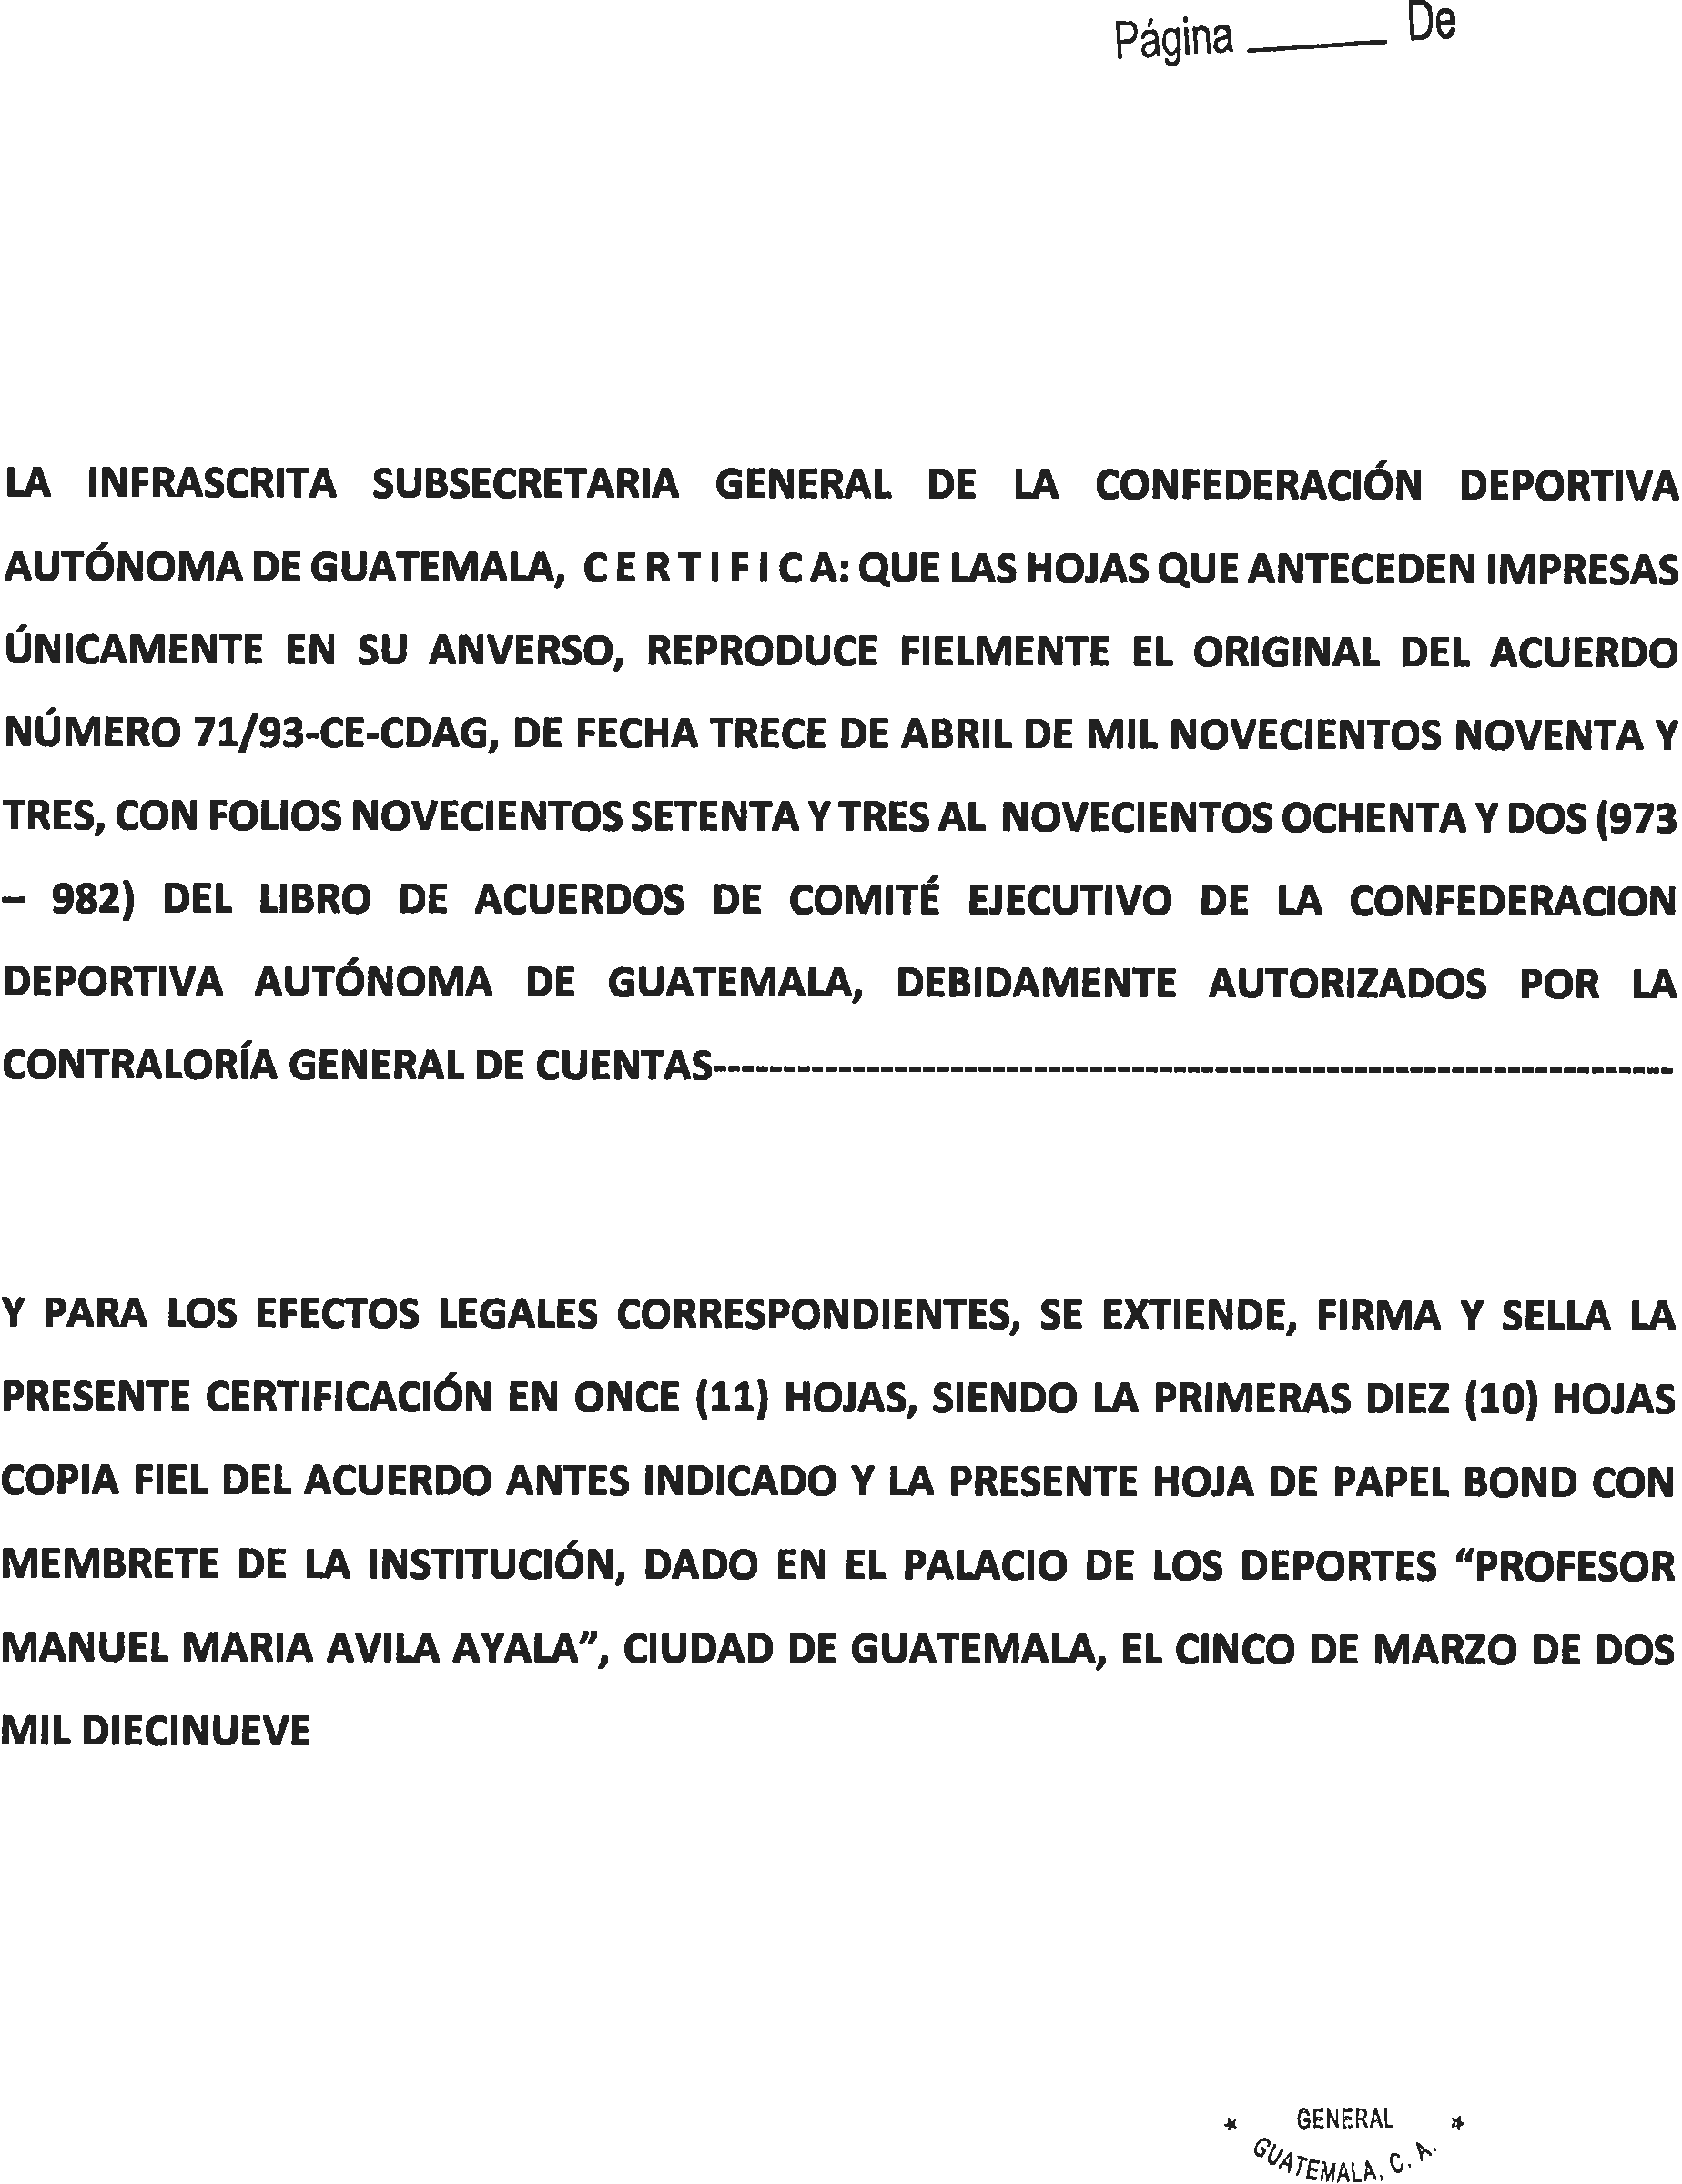 Página ______ De
LA INFRASCRITA SUBSECRETARIA GENERAL DE LA CONFEDERACIÓN DEPORTIVA
AUTÓNOMA DE GUATEMALA, C E R T I F I C A: QUE LAS HOJAS QUE ANTECEDEN IMPRESAS
ÚNICAMENTE EN SU ANVERSO, REPRODUCE FIELMENTE EL ORIGINAL DEL ACUERDO
NÚMERO 71/93-CE-CDAG, DE FECHA TRECE DE ABRIL DE MIL NOVECIENTOS NOVENTA Y
TRES, CON FOLIOS NOVECIENTOS SETENTA Y TRES AL NOVECIENTOS OCHENTA Y DOS (973
– 982) DEL LIBRO DE ACUERDOS DE COMITÉ EJECUTIVO DE LA CONFEDERACION
DEPORTIVA AUTÓNOMA DE GUATEMALA, DEBIDAMENTE AUTORIZADOS POR LA
CONTRALORÍA GENERAL DE CUENTAS----------------------------------------------------------------------
Y PARA LOS EFECTOS LEGALES CORRESPONDIENTES, SE EXTIENDE, FIRMA Y SELLA LA
PRESENTE CERTIFICACIÓN EN ONCE (11) HOJAS, SIENDO LA PRIMERAS DIEZ (10) HOJAS
COPIA FIEL DEL ACUERDO ANTES INDICADO Y LA PRESENTE HOJA DE PAPEL BOND CON
MEMBRETE DE LA INSTITUCIÓN, DADO EN EL PALACIO DE LOS DEPORTES “PROFESOR
MANUEL MARIA AVILA AYALA”, CIUDAD DE GUATEMALA, EL CINCO DE MARZO DE DOS
MIL DIECINUEVE
* GENERAL *
GUATEMALA, C. A.